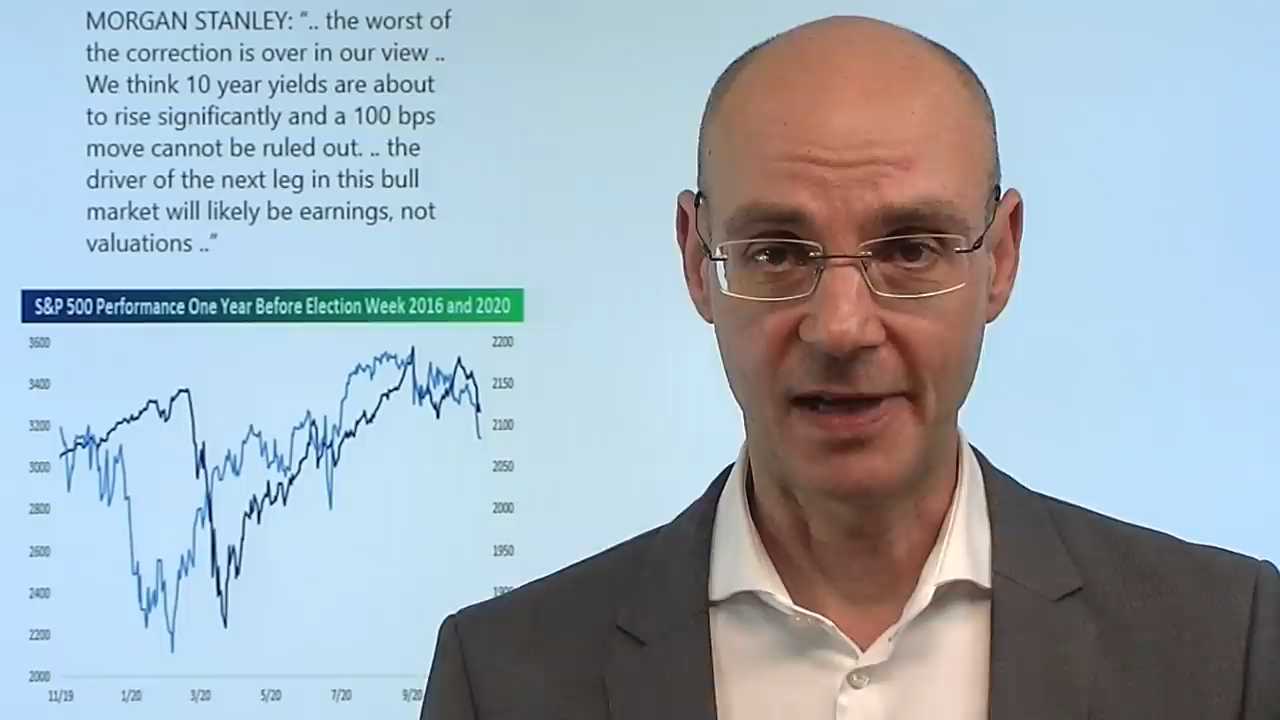 MORGAN STANLEY: “.. the worst of
the correction is over in our view ..
We think 10 year yields are about
to rise significantly and a 100 bps
move cannot be ruled out. .. the
driver of the next leg in this bull
market will likely be earnings, not
valuations ..”
S&P 500 Performance One Year Before Election Week 2016 and 2020
3600
3400
3200
3000
2800
2600
2400
2200
2000
2200
2150
2100
2050
2000
1950
11/19 1/20 3/20 5/20 7/20 9/20